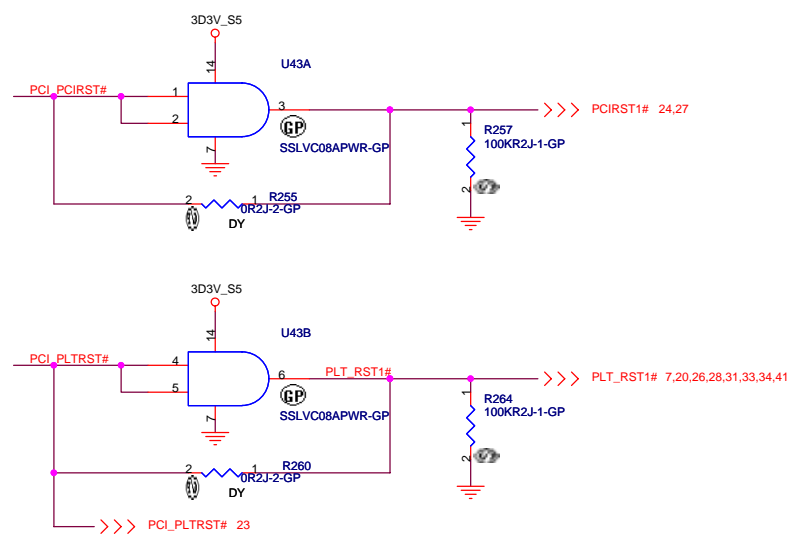 3D3V_S5
14
U43A
PCI_PCIRST#
1
3
PCIRST1# 24,27
2
GP
SSLVC08APWR-GP
1
R257
100KR2J-1-GP
7
2
2
1
R255
0R2J-2-GP
DY
3D3V_S5
14
U43B
PCI_PLTRST#
4
6
PLT_RST1#
PLT_RST1# 7,20,26,28,31,33,34,41
5
GP
SSLVC08APWR-GP
1
R264
100KR2J-1-GP
7
2
2
1
R260
0R2J-2-GP
DY
PCI_PLTRST# 23